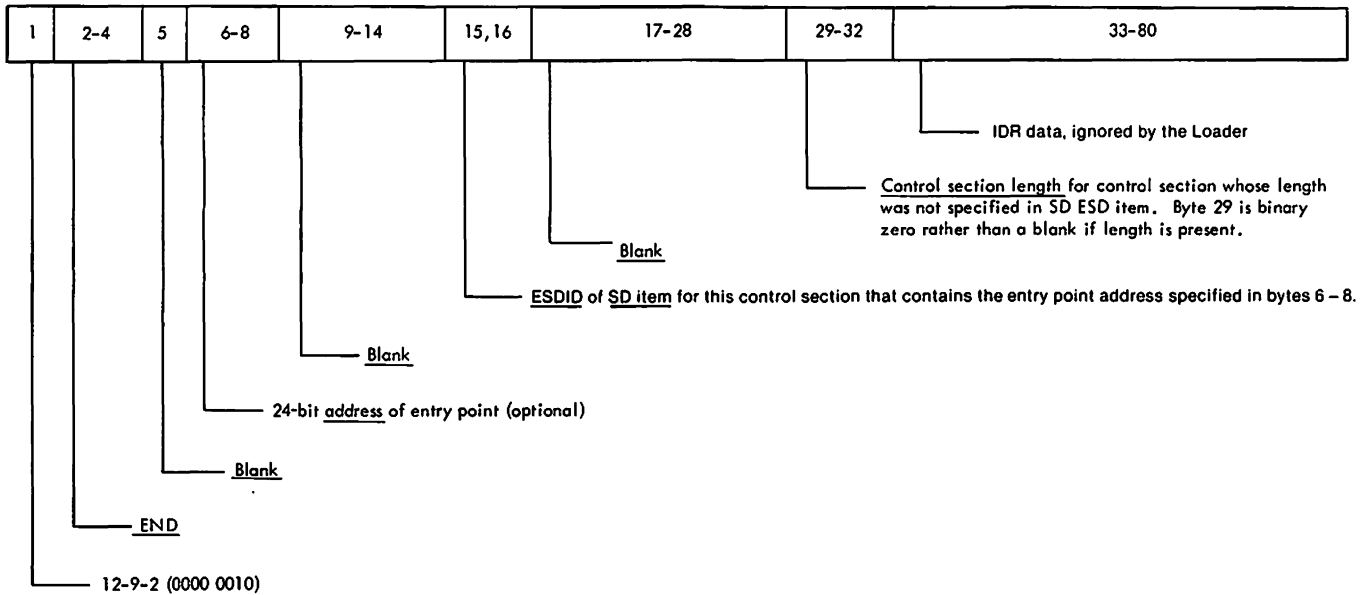 1 2-4 5 6-8 9-14 15,16 17-28 29-32 33-80
IDR data, ignored by the Loader
Control section length for control section whose length
was not specified in SD ESD item. Byte 29 is binary
zero rather than a blank if length is present.
Blank
ESDID of SD item for this control section that contains the entry point address specified in bytes 6 – 8.
Blank
24-bit address of entry point (optional)
Blank
END
12-9-2 (0000 0010)